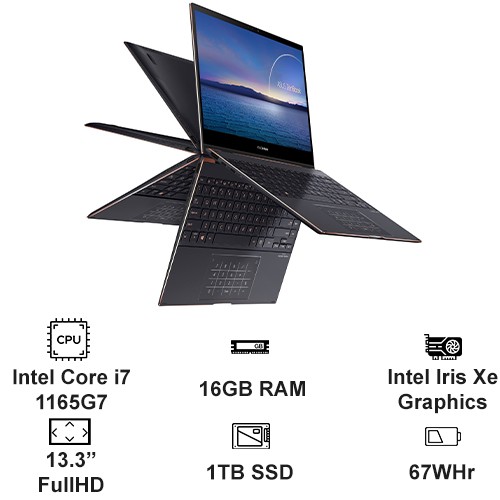 CPU
GB
Intel Core i7
1165G7
16GB RAM
Intel Iris Xe
Graphics
13.3”
FullHD
1TB SSD
67WHr